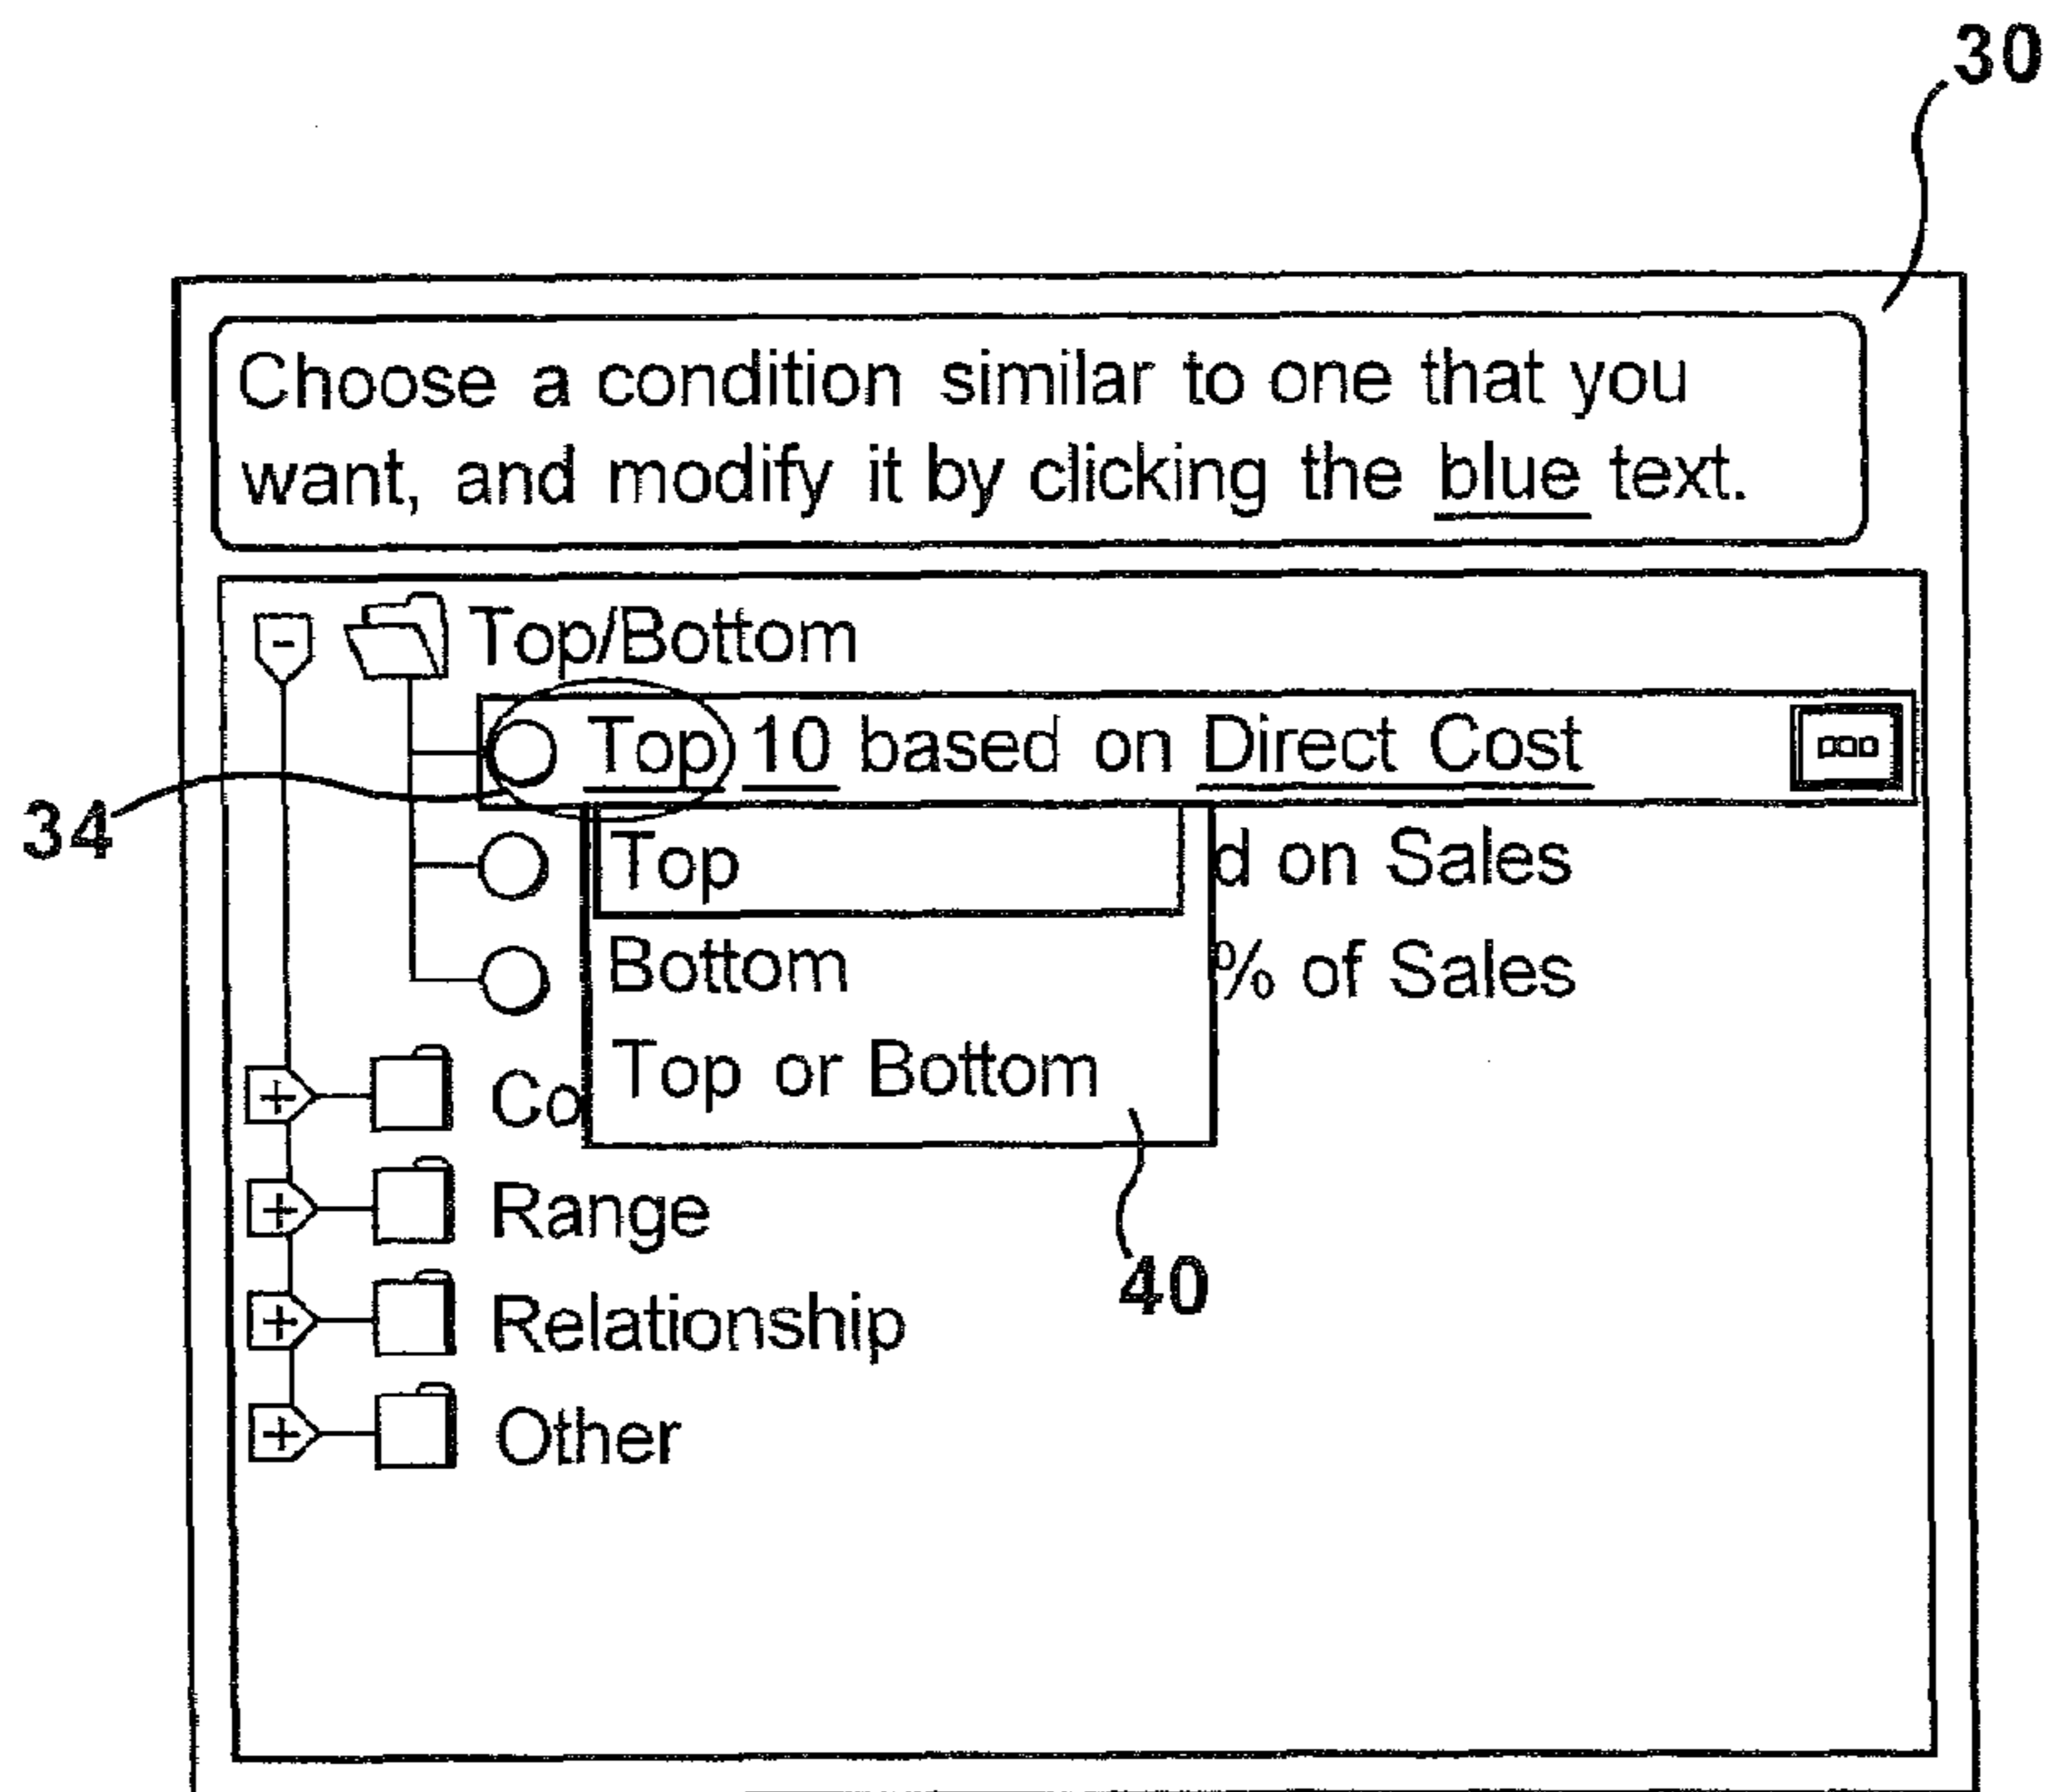 30
Choose a condition similar to one that you
want, and modify it by clicking the blue text.
Top/Bottom
Top 10 based on Direct Cost
34
Top
d on Sales
Bottom
% of Sales
Top or Bottom
Co
Range
40
Relationship
Other